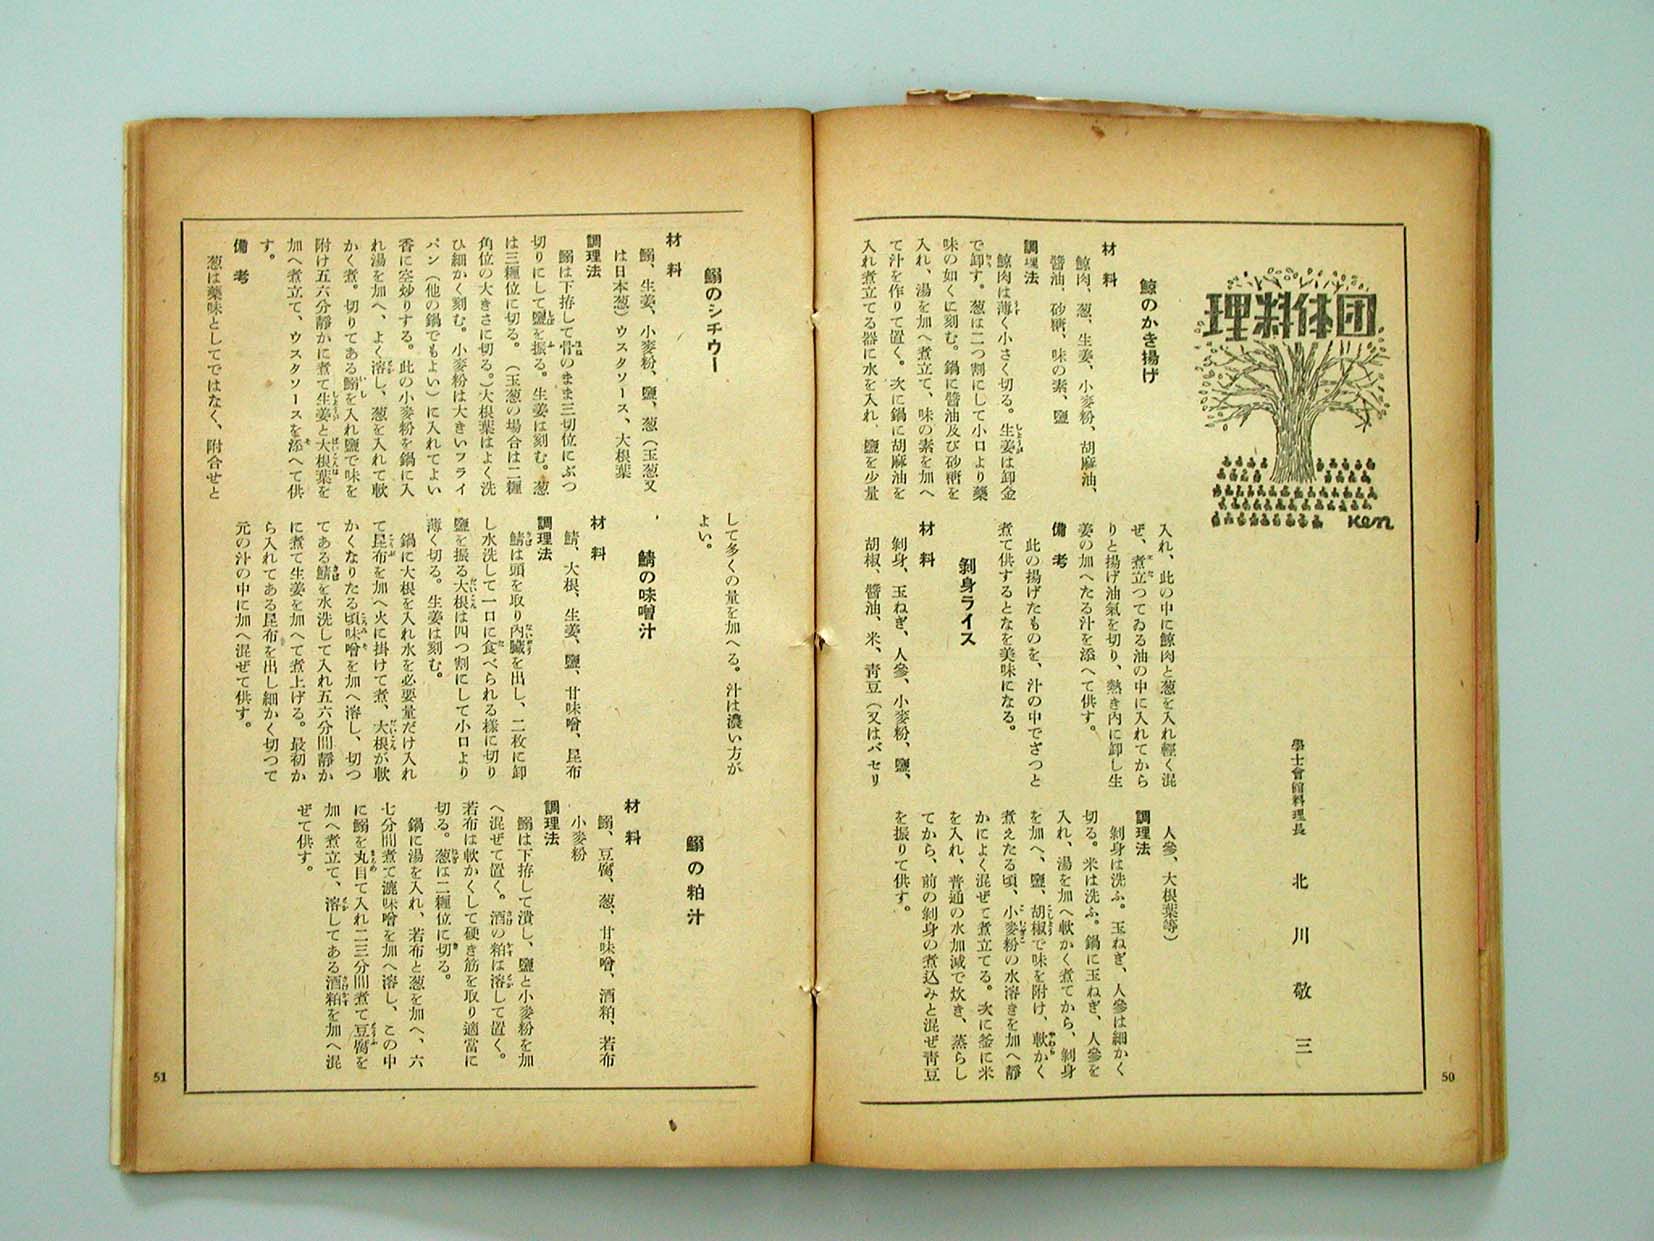 団体料理
Ken
學士會館料理長　北川敬三
鯨のかき揚げ
材料
鯨肉、葱、生姜、小麥粉、胡麻油、
醬油、砂糖、味の素、鹽
調理法
鯨肉は薄く小さく切る。生姜は卸金
で卸す。葱は二つ割にして小口より藥
味の如くに刻む。鍋に醬油及び砂糖を
入れ、湯を加へ煮立て、味の素を加へ
て汁を作りて置く。次に鍋に胡麻油を
入れ煮立てる器に水を入れ、鹽を少量
入れ、此の中に鯨肉と葱を入れ輕く混
ぜ、煮立つてゐる油の中に入れてから
りと揚げ油氣を切り、熱き内に卸し生
姜の加へたる汁を添へて供す。
備考
此の揚げたものを、汁の中でざつと
煮て供するとなを美味になる。
剝身ライス
材料
剝身、玉ねぎ、人參、小麥粉、鹽、
胡椒、醬油、米、靑豆（又はパセリ
人參、大根葉等）
調理法
剝身は洗ふ。玉ねぎ、人參は細かく
切る。米は洗ふ。鍋に玉ねぎ、人參を
入れ、湯を加へ軟かく煮てから、剝身
を加へ、鹽、胡椒で味を附け、軟かく
煮えたる頃、小麥粉の水溶きを加へ靜
かによく混ぜて煮立てる。次に釜に米
を入れ、普通の水加減で炊き、蒸らし
てから、前の剝身の煮込みと混ぜ靑豆
を振りて供す。
50
鰯のシチウー
材料
鰯、生姜、小麥粉、鹽、葱（玉葱又
は日本葱）ウスタソース、大根葉
調理法
鰯は下拵して骨のまま三切位にぶつ
切りにして鹽を振る。生姜は刻む。葱
は三糎位に切る。（玉葱の場合は二糎
角位の大きさに切る。）大根葉はよく洗
ひ細かく刻む。小麥粉は大きいフライ
パン（他の鍋でもよい）に入れてよい
香に空炒りする。此の小麥粉を鍋に入
れ湯を加へ、よく溶し、葱を入れて軟
かく煮。切りてある鰯を入れ鹽で味を
附け五六分靜かに煮て生姜と大根葉を
加へ煮立て、ウスタソースを添へて供
す。
備考
葱は藥味としてではなく、附合せと
して多くの量を加へる。汁は濃い方が
よい。
鯖の味噌汁
材料
鯖、大根、生姜、鹽、甘味噌、昆布
調理法
鯖は頭を取り内臟を出し、二枚に卸
し水洗して一口に食べられる樣に切り
鹽を振る大根は四つ割にして小口より
薄く切る。生姜は刻む。
鍋に大根を入れ水を必要量だけ入れ
て昆布を加へ火に掛けて煮、大根が軟
かくなりたる頃味噌を加へ溶し、切つ
てある鯖を水洗して入れ五六分間靜か
に煮て生姜を加へて煮上げる。最初か
ら入れてある昆布を出し細かく切つて
元の汁の中に加へ混ぜて供す。
鰯の粕汁
材料
鰯、豆腐、葱、甘味噌、酒粕、若布
小麥粉
調理法
鰯は下拵して潰し、鹽と小麥粉を加
へ混ぜて置く。酒の粕は溶して置く。
若布は軟かくして硬き筋を取り適當に
切る。葱は二糎位に切る。
鍋に湯を入れ、若布と葱を加へ、六
七分間煮て漉味噌を加へ溶し、この中
に鰯を丸目て入れ二三分間煮て豆腐を
加へ煮立て、溶してある酒粕を加へ混
ぜて供す。
51